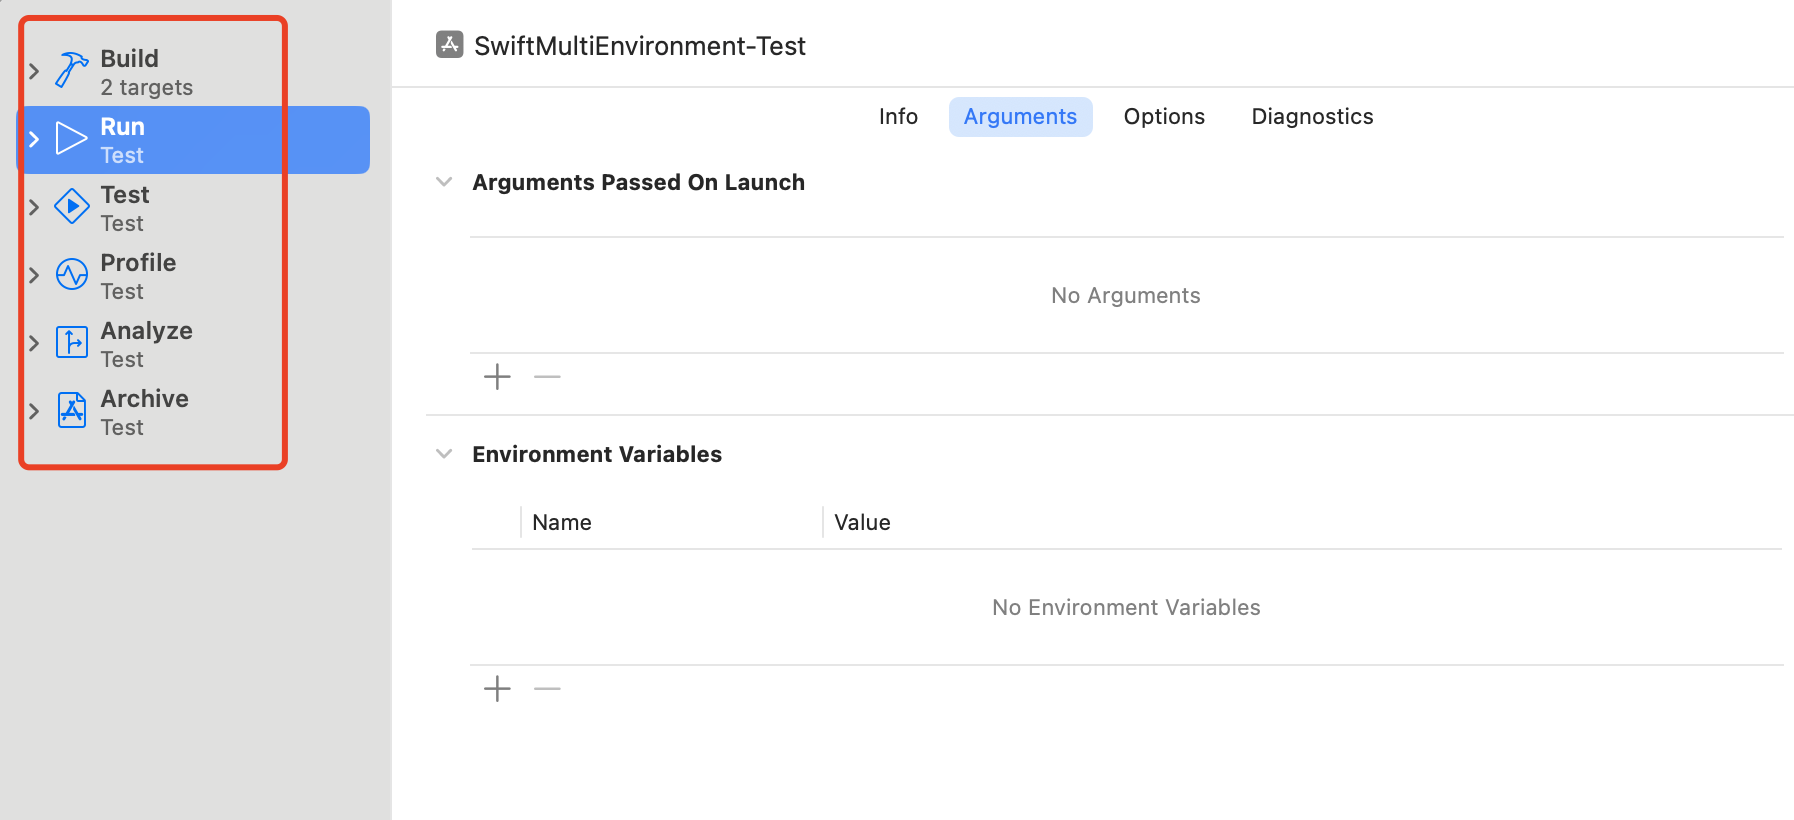 Build
2 targets
Run
Test
Test
Test
Profile
Test
Analyze
Test
Archive
Test
SwiftMultiEnvironment-Test
Info Arguments Options Diagnostics
Arguments Passed On Launch
No Arguments
Environment Variables
Name Value
No Environment Variables